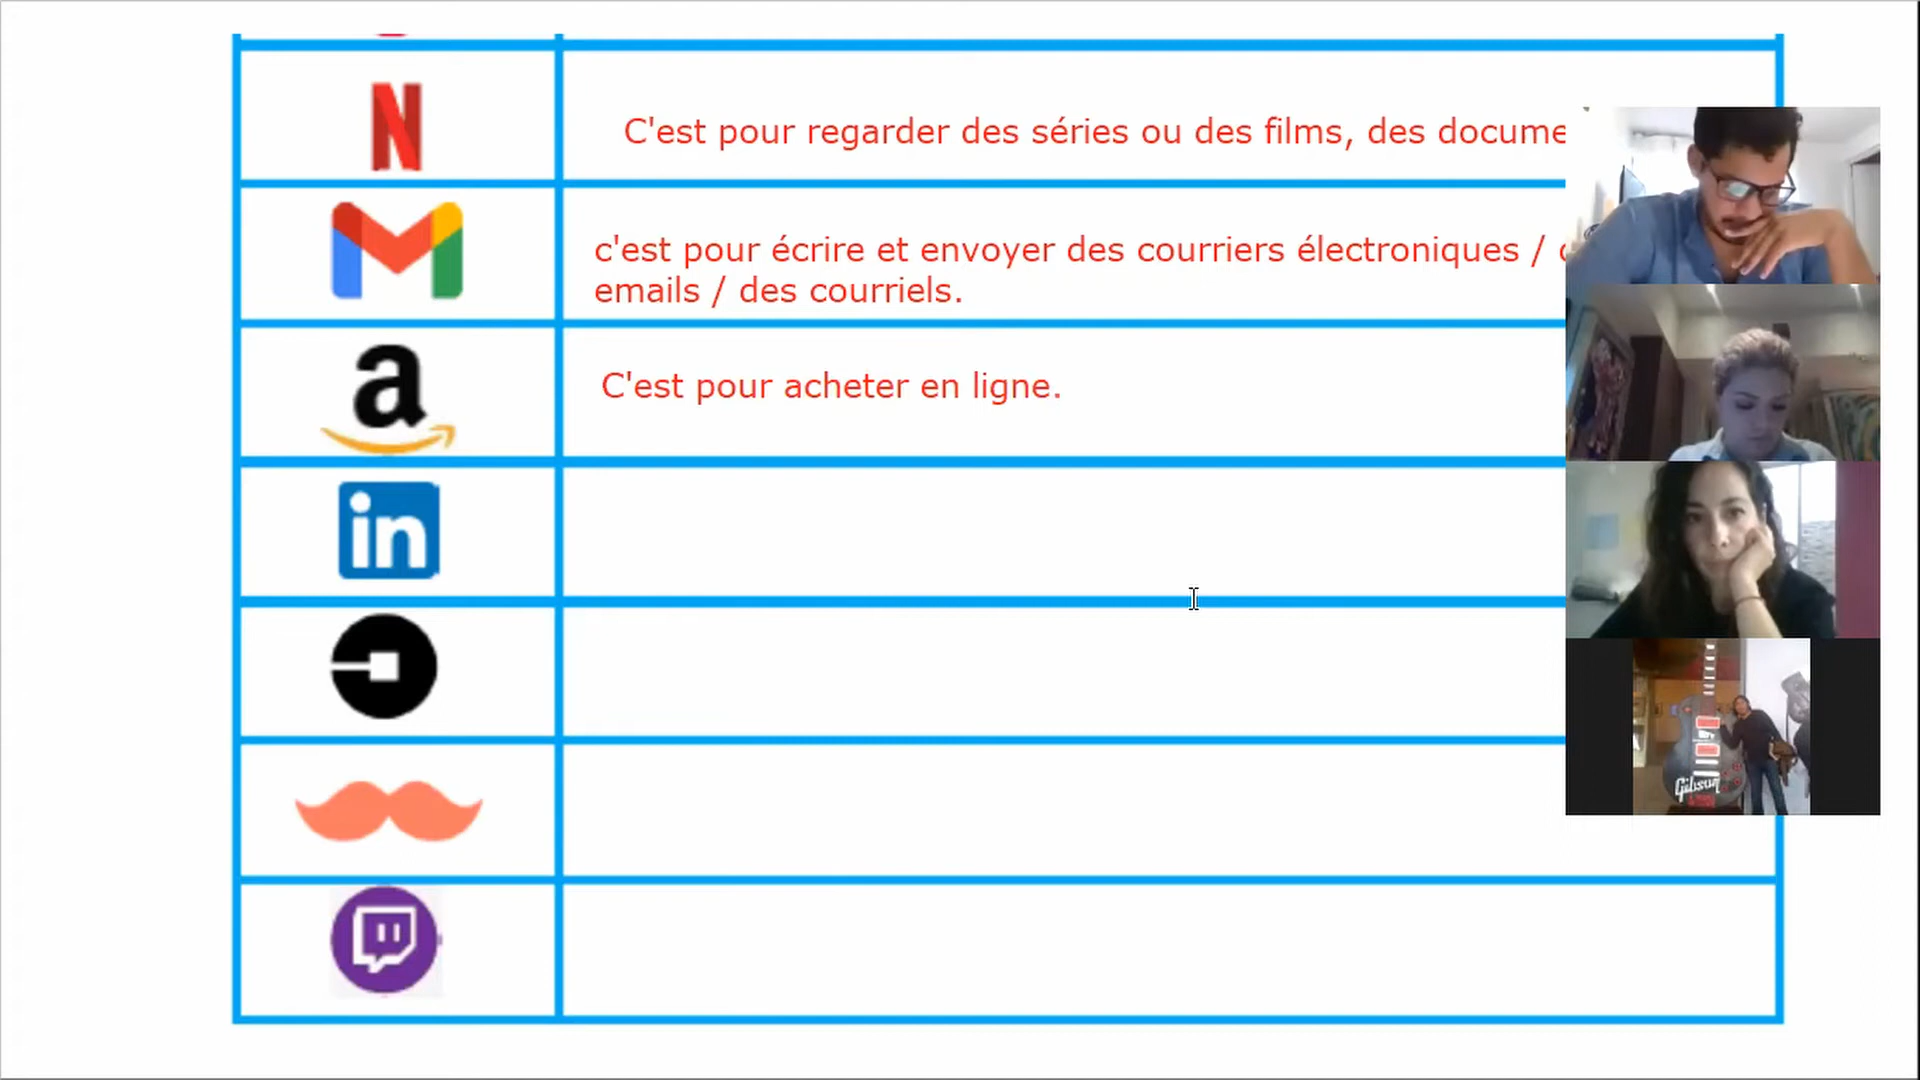 N
C'est pour regarder des séries ou des films, des docume
c'est pour écrire et envoyer des courriers électroniques /
emails / des courriels.
a
C'est pour acheter en ligne.
in
Gibson